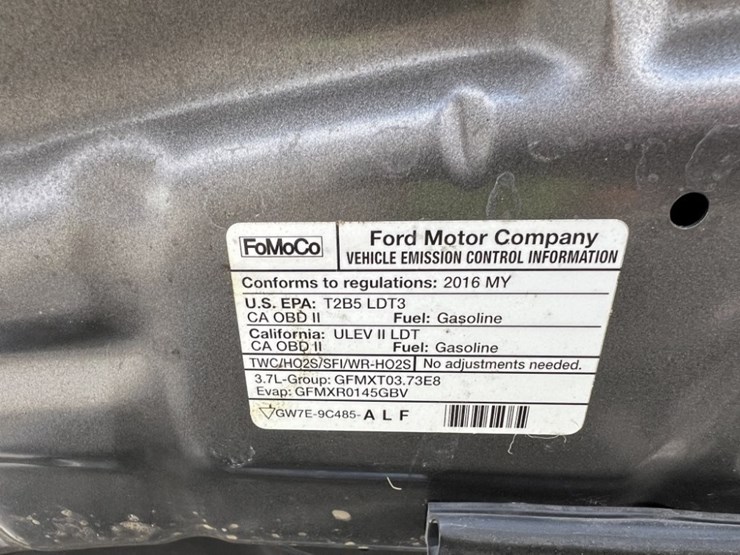 FoMoCo
Ford Motor Company
VEHICLE EMISSION CONTROL INFORMATION
Conforms to regulations: 2016 MY
U.S. EPA: T2B5 LDT3
CA OBD II Fuel: Gasoline
California: ULEV II LDT
CA OBD II Fuel: Gasoline
TWC/HO2S/SFI/WR-HO2S No adjustments needed.
3.7L-Group: GFMXT03.73E8
Evap: GFMXR0145GBV
GW7E-9C485-ALF